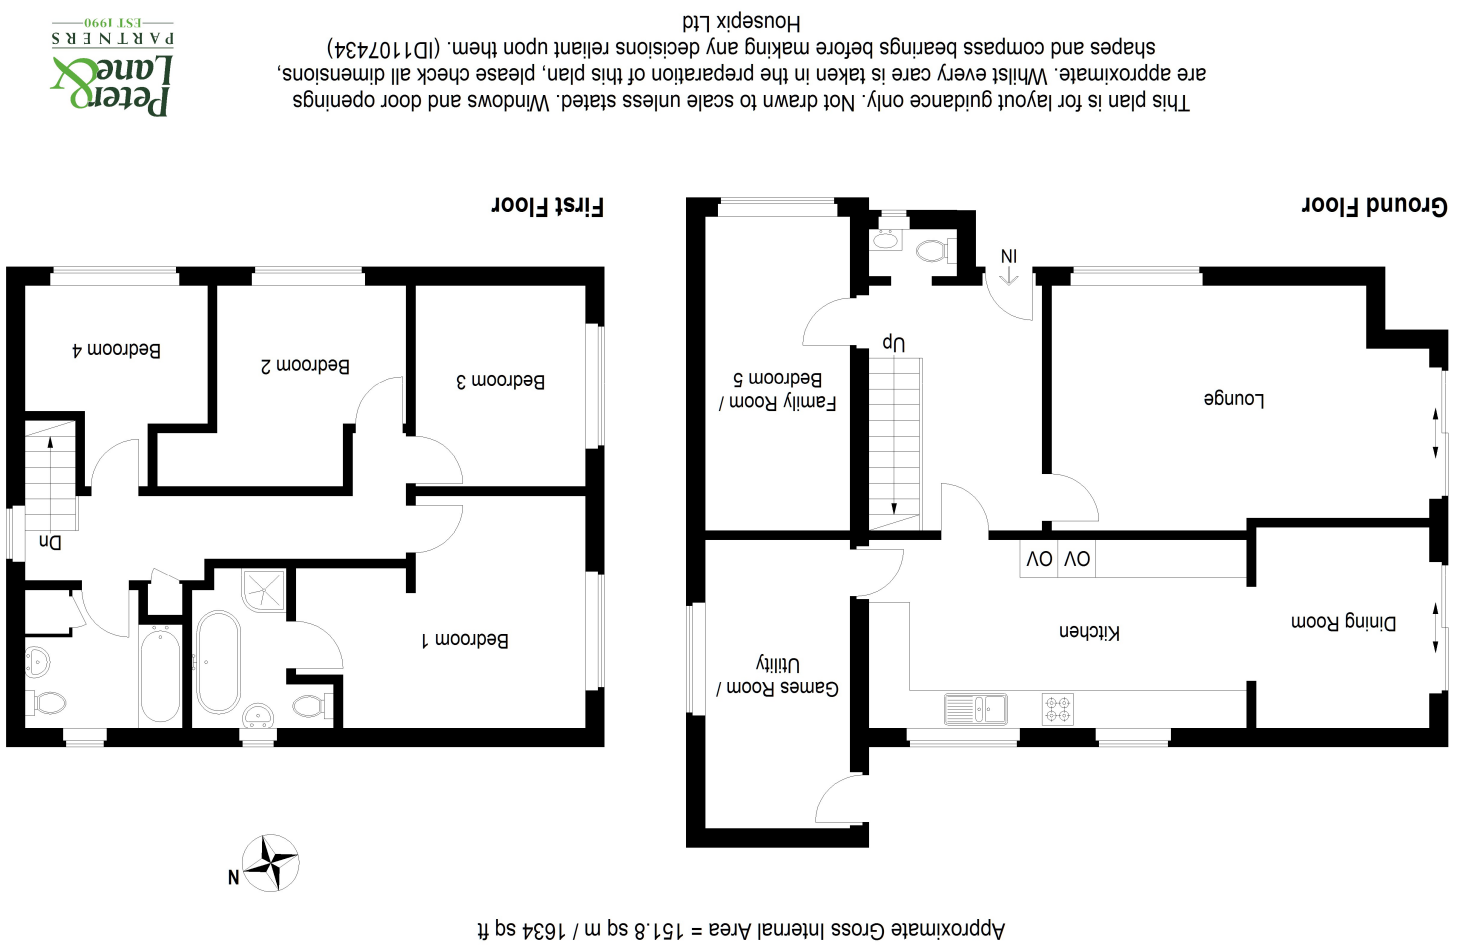 Approximate Gross Internal Area = 151.8 sq m / 1634 sq ft
N
Dining Room
Kitchen
OV
OV
Games Room /
Utility
Lounge
Up
IN
Family Room /
Bedroom 5
Ground Floor
Bedroom 1
Dn
Bedroom 3
Bedroom 2
Bedroom 4
First Floor
This plan is for layout guidance only. Not drawn to scale unless stated. Windows and door openings
are approximate. Whilst every care is taken in the preparation of this plan, please check all dimensions,
shapes and compass bearings before making any decisions reliant upon them. (ID1107434)
Housepix Ltd
Peter&
Lane
PARTNERS
EST 1990